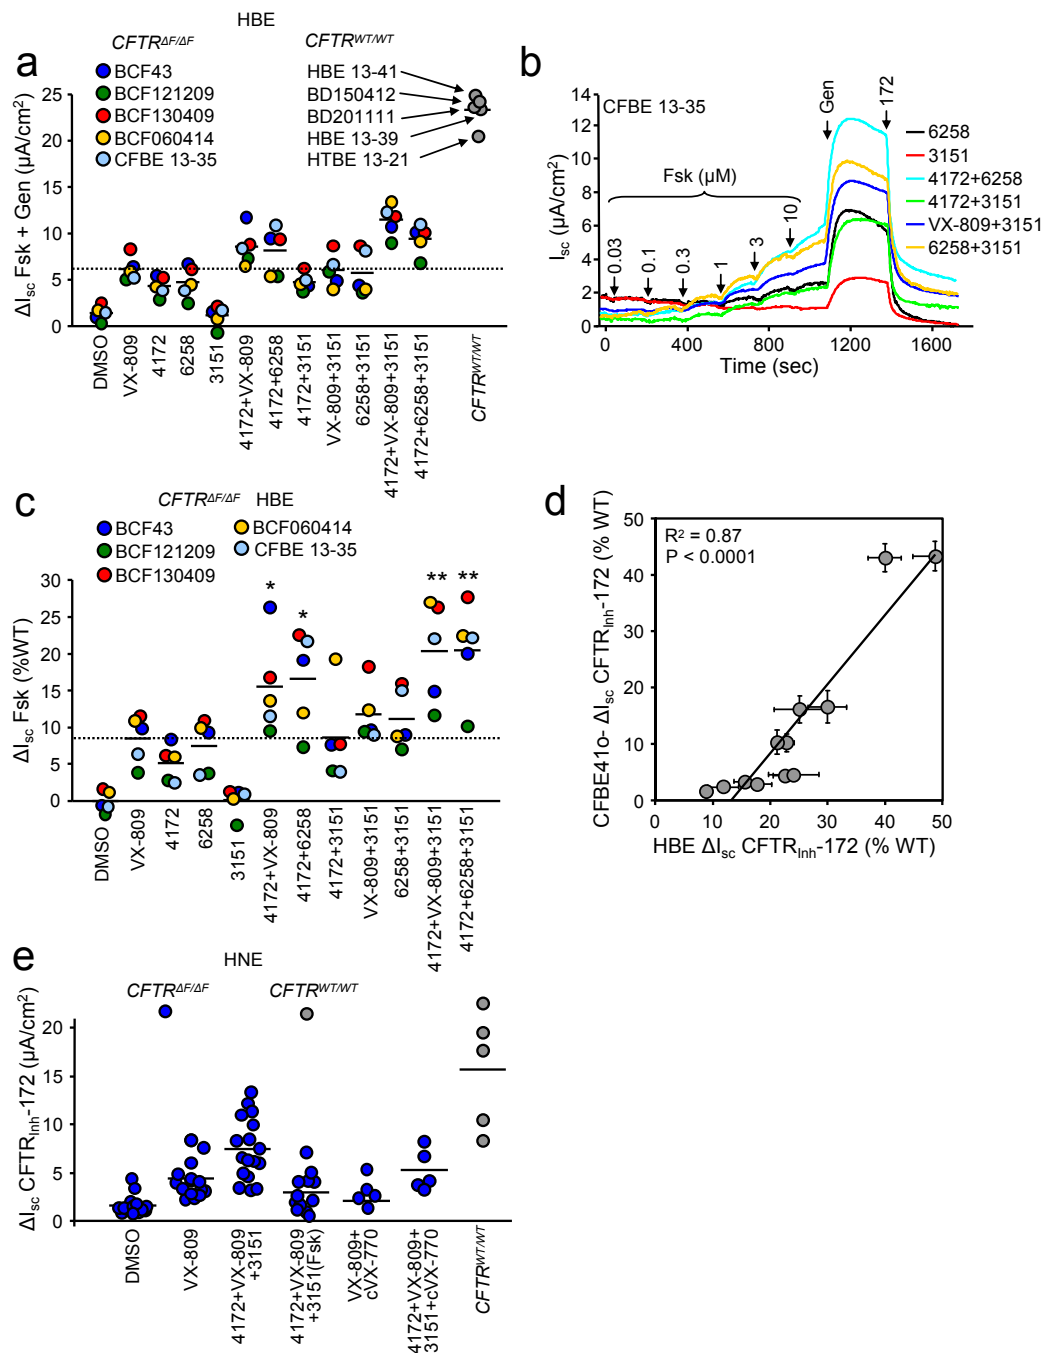 a
HBE
CFTRΔF/ΔF
CFTRWT/WT
BCF43
BCF121209
BCF130409
BCF060414
CFBE 13-35
HBE 13-41
BD150412
BD201111
HBE 13-39
HTBE 13-21
ΔIsc Fsk + Gen (µA/cm²)
25
20
15
10
5
0
DMSO
VX-809
4172
6258
3151
4172+VX-809
4172+6258
4172+3151
VX-809+3151
6258+3151
4172+VX-809+3151
4172+6258+3151
CFTRWT/WT
b
CFBE 13-35
Isc (µA/cm²)
14
12
10
8
6
4
2
0
Fsk (µM)
0.03
0.1
0.3
1
3
10
Gen
172
6258
3151
4172+6258
4172+3151
VX-809+3151
6258+3151
0
400
800
1200
1600
Time (sec)
c
CFTRΔF/ΔF HBE
BCF43
BCF121209
BCF130409
BCF060414
CFBE 13-35
ΔIsc Fsk (%WT)
30
25
20
15
10
5
0
*
*
**
**
DMSO
VX-809
4172
6258
3151
4172+VX-809
4172+6258
4172+3151
VX-809+3151
6258+3151
4172+VX-809+3151
4172+6258+3151
d
R² = 0.87
P < 0.0001
CFBE41o- ΔIsc CFTRInh-172 (% WT)
50
40
30
20
10
0
0
10
20
30
40
50
HBE ΔIsc CFTRInh-172 (% WT)
e
HNE
CFTRΔF/ΔF
CFTRWT/WT
ΔIsc CFTRInh-172 (µA/cm²)
20
15
10
5
0
DMSO
VX-809
4172+VX-809
+3151
4172+VX-809
+3151(Fsk)
VX-809+
cVX-770
4172+VX-809+
3151+cVX-770
CFTRWT/WT